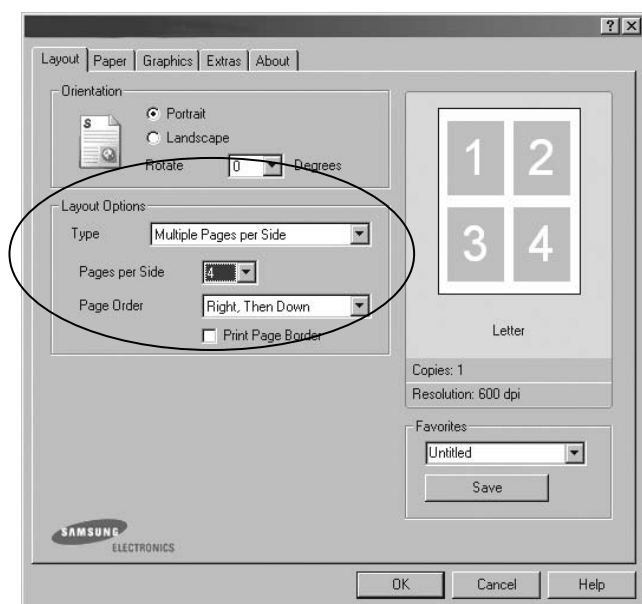 ? ×
Layout Paper Graphics Extras About
Orientation
S
Portrait
Landscape
Rotate 0 Degrees
Layout Options
Type Multiple Pages per Side
Pages per Side 4
Page Order Right, Then Down
Print Page Border
1 2
3 4
Letter
Copies: 1
Resolution: 600 dpi
Favorites
Untitled
Save
SAMSUNG
ELECTRONICS
OK Cancel Help